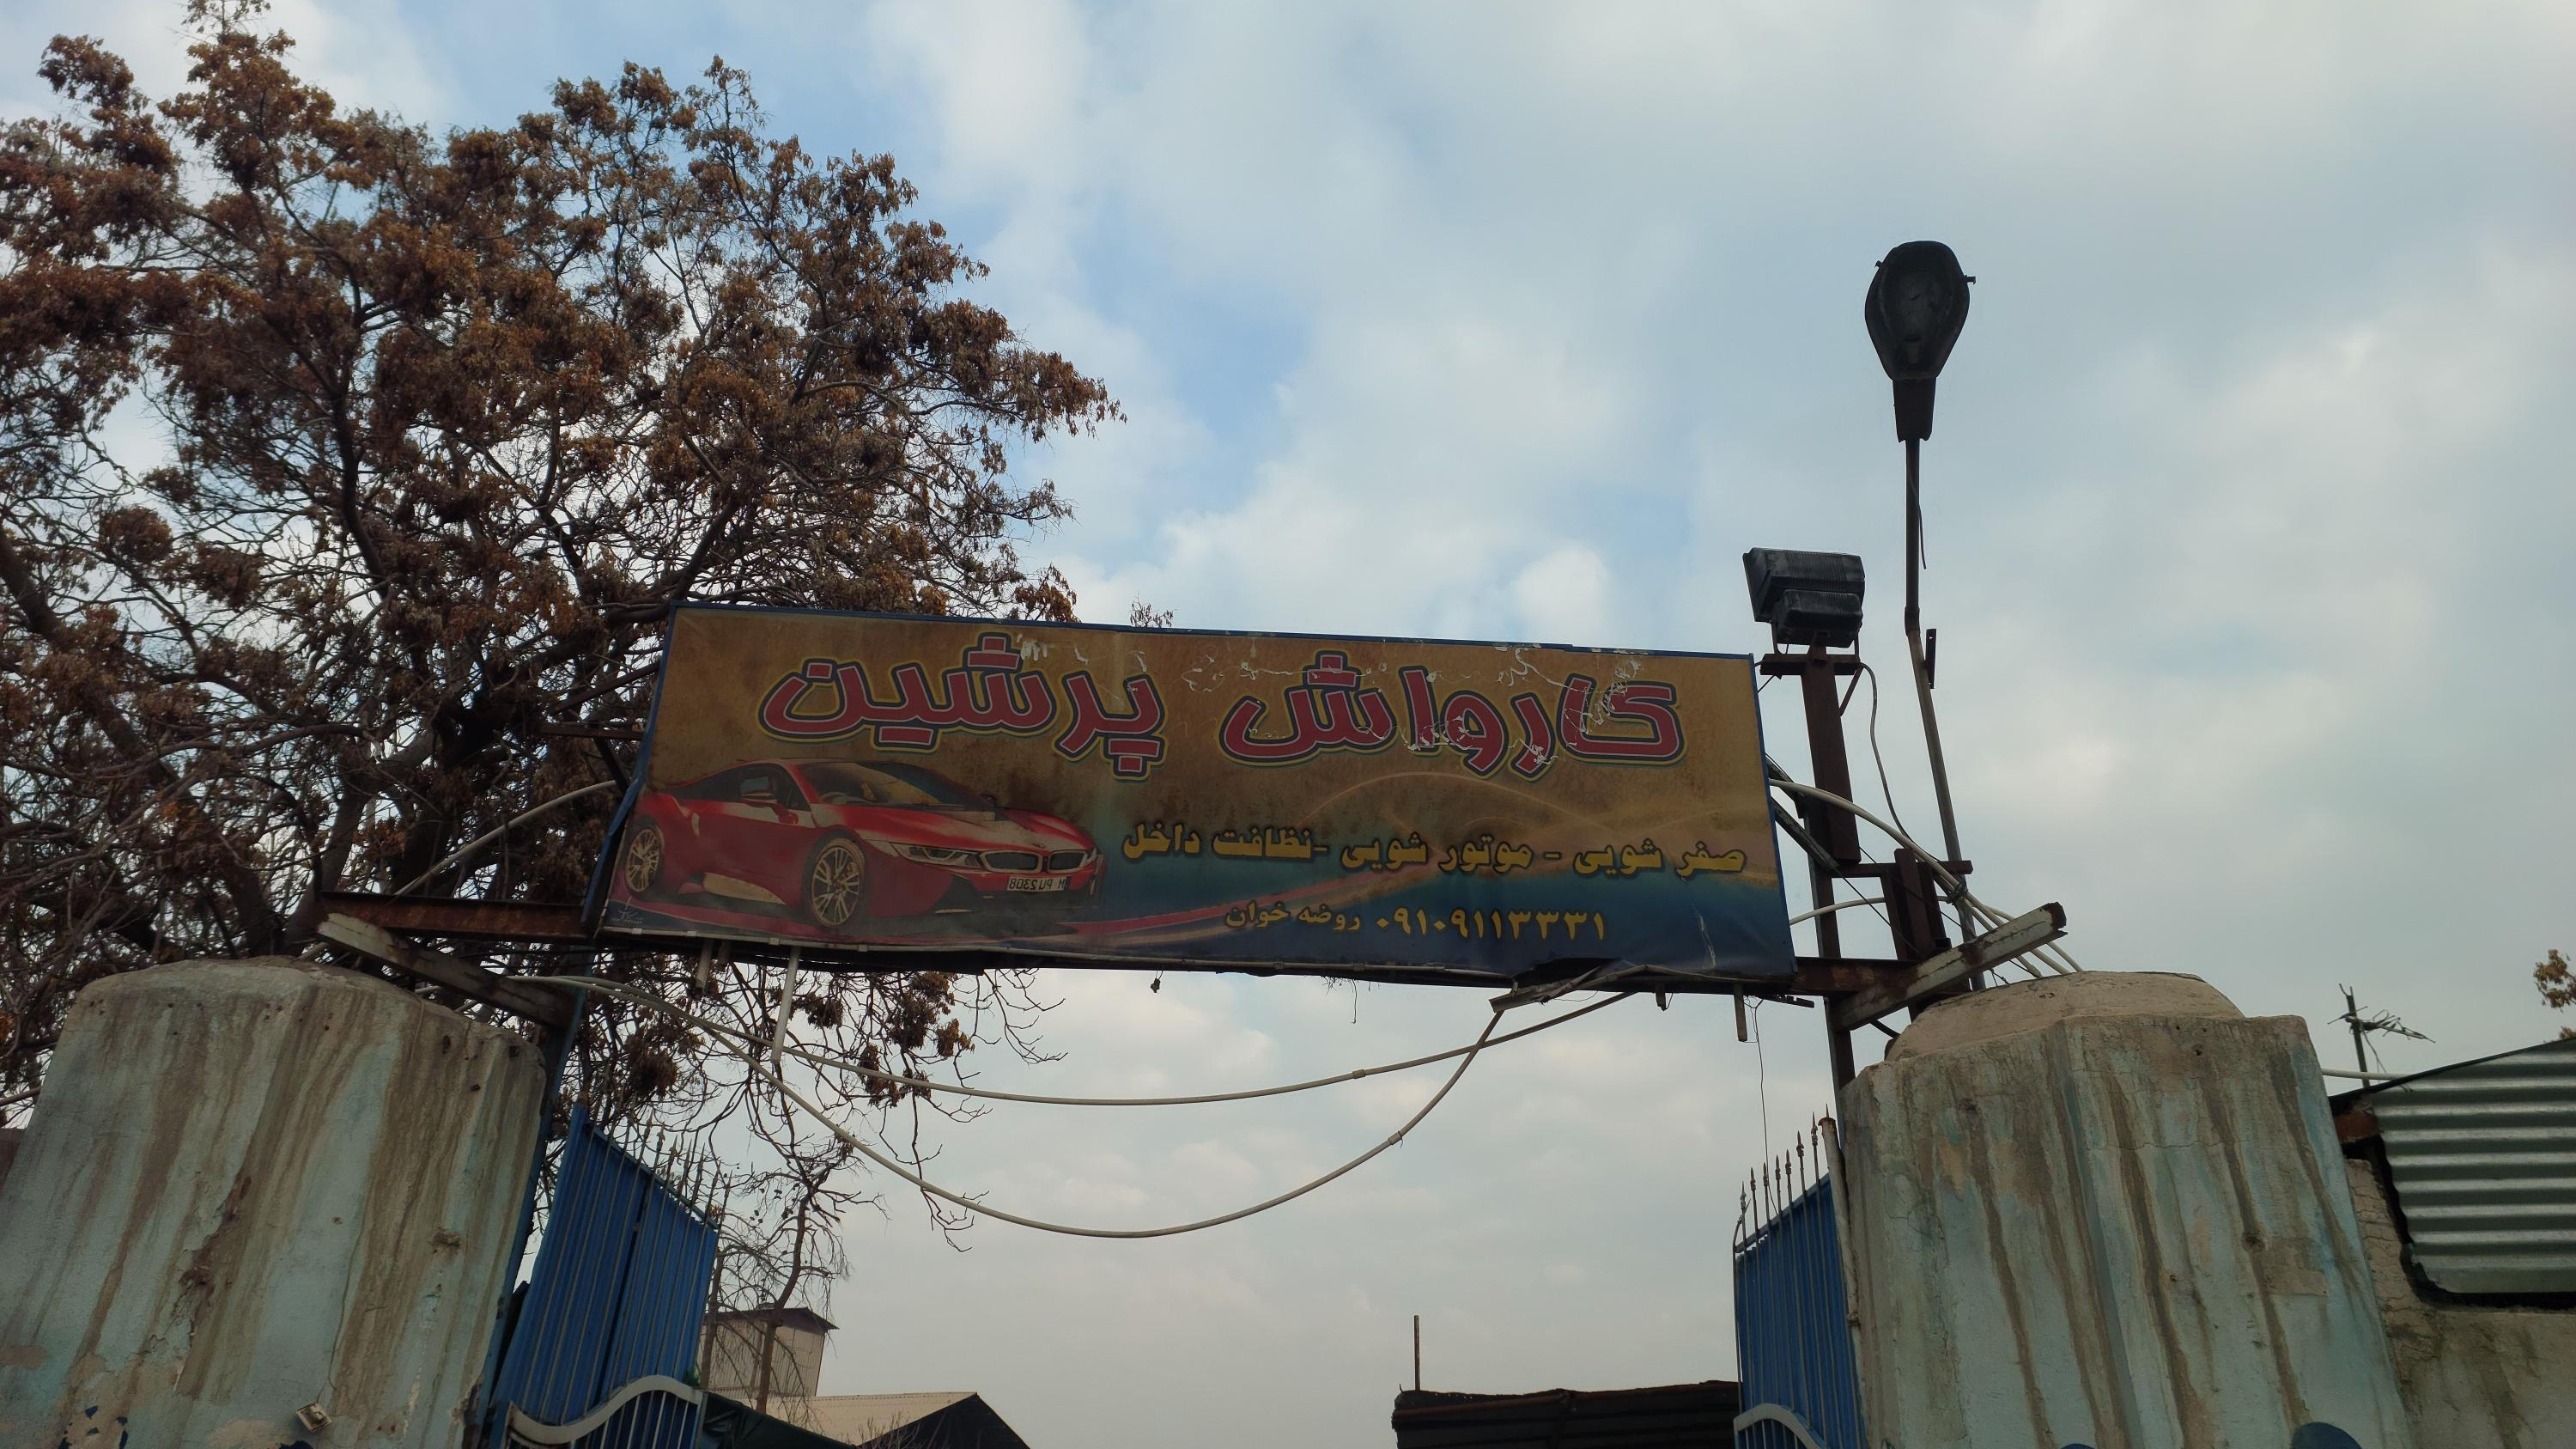 کارواش پرشین
صفر شویی - موتور شویی - نظافت داخل
۰۹۱۰۹۱۱۳۳۳۱ روضه خوان